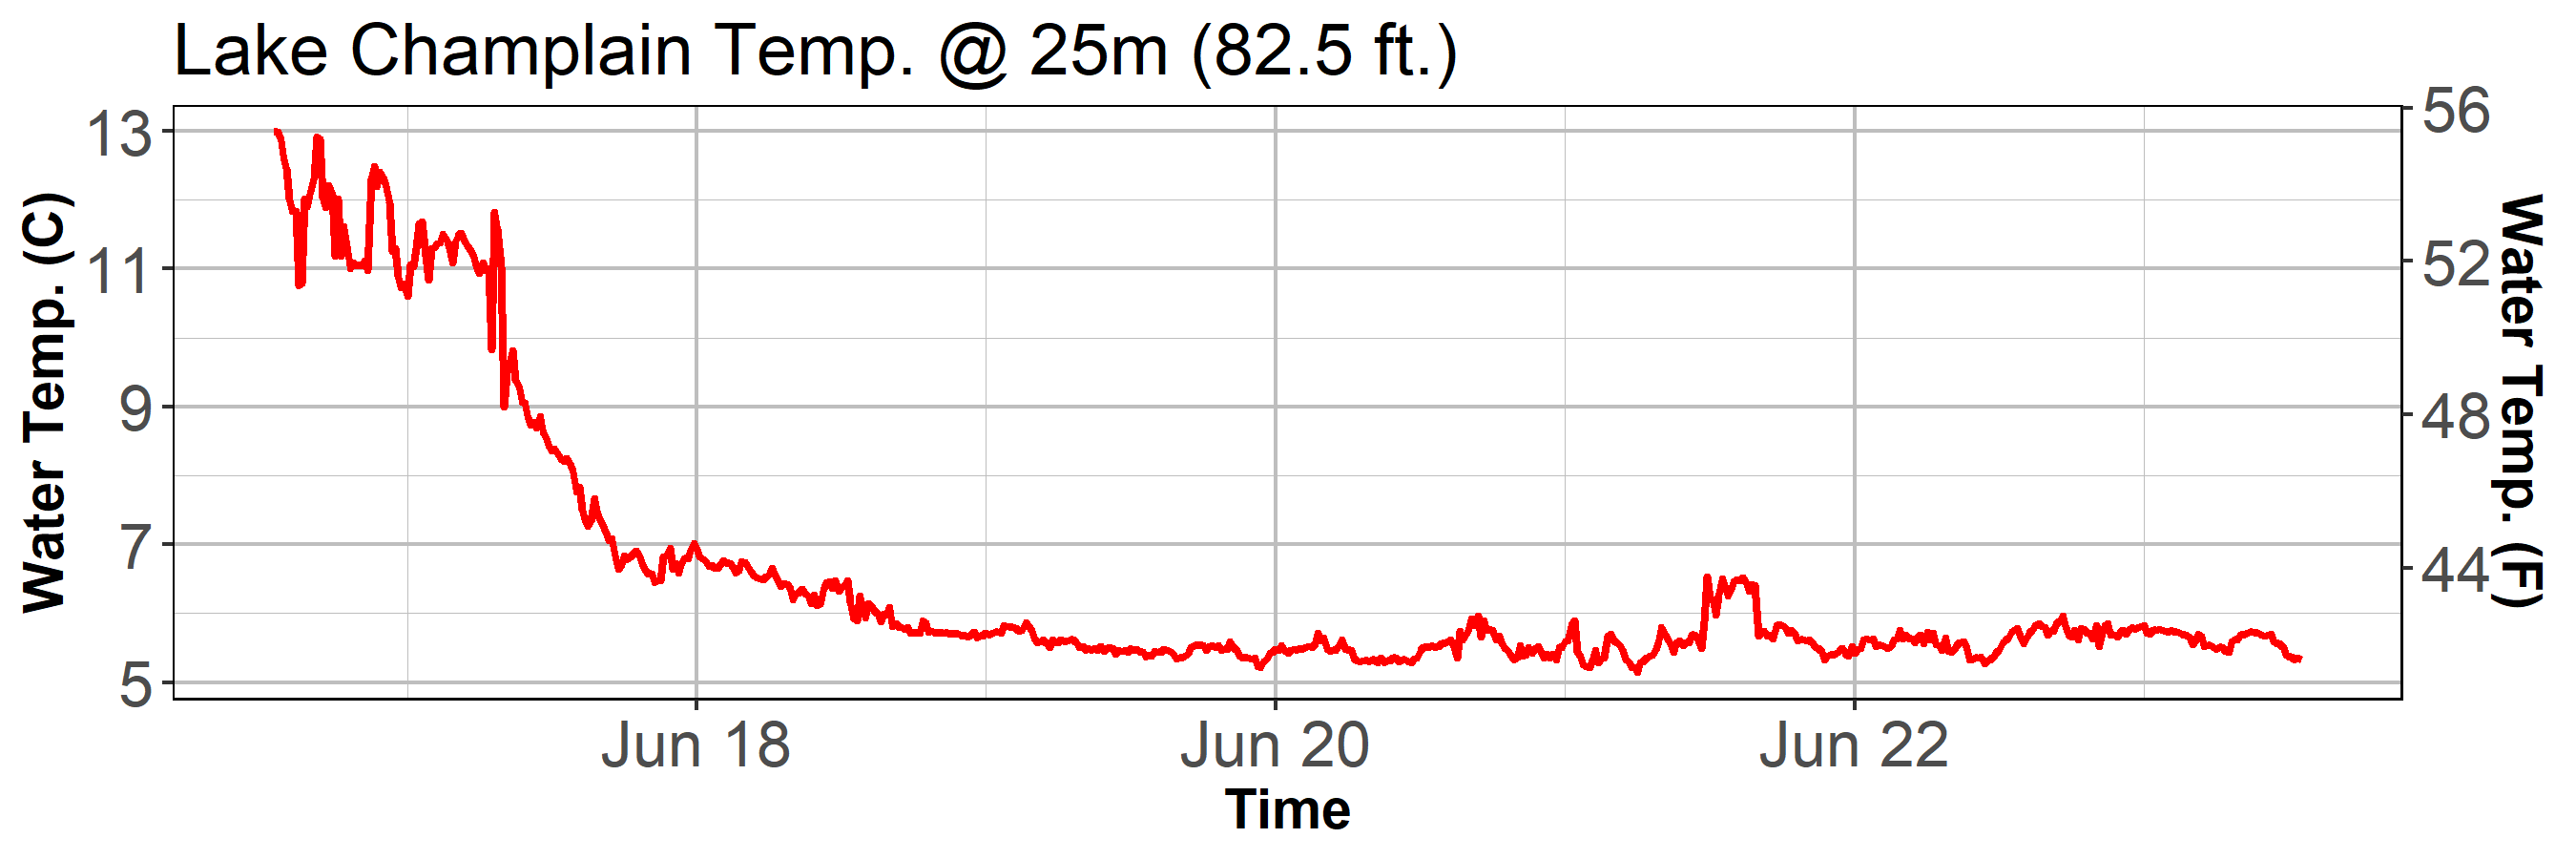 Lake Champlain Temp. @ 25m (82.5 ft.)
Water Temp. (C)
13
11
9
7
5
56
52
48
44
Water Temp. (F)
Jun 18
Jun 20
Jun 22
Time